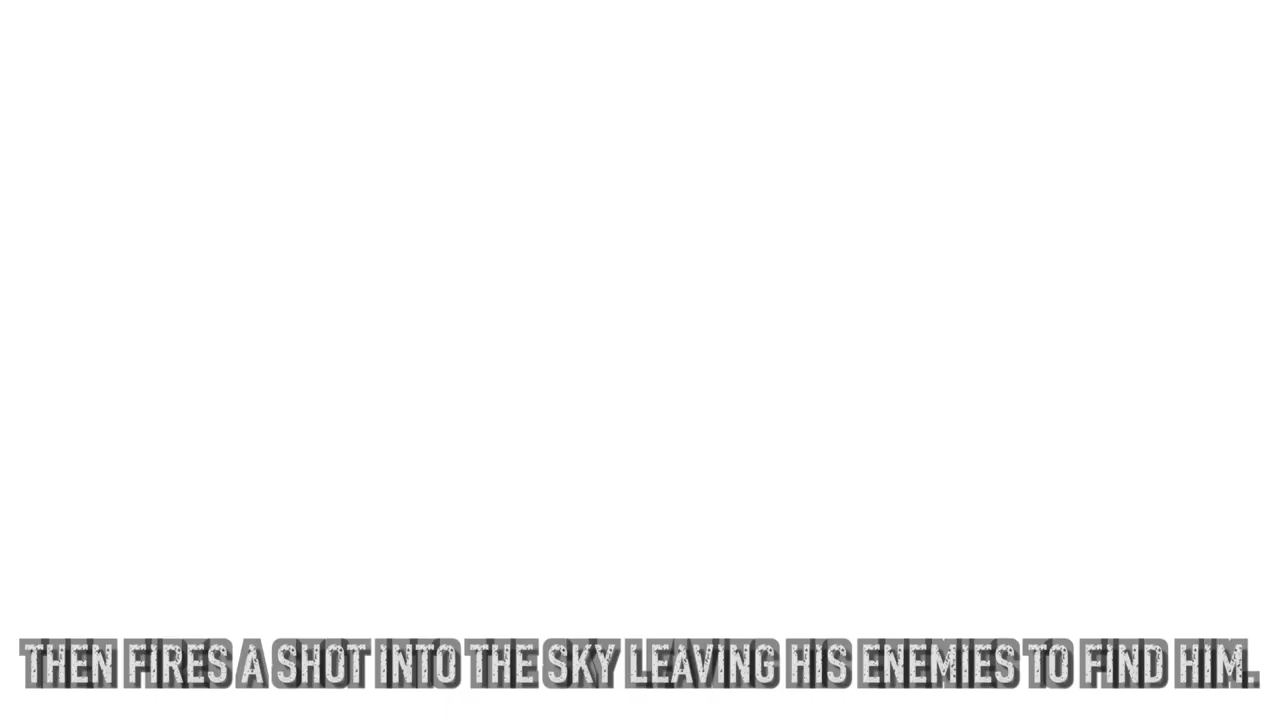 THEN FIRES A SHOT INTO THE SKY LEAVING HIS ENEMIES TO FIND HIM.